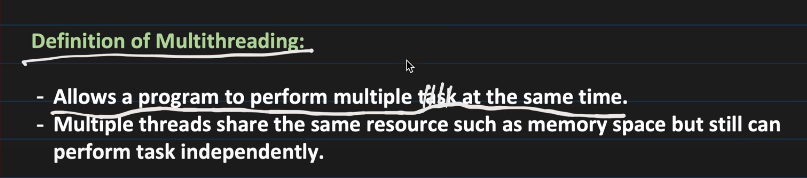 Definition of Multithreading:
- Allows a program to perform multiple task at the same time.
- Multiple threads share the same resource such as memory space but still can
perform task independently.